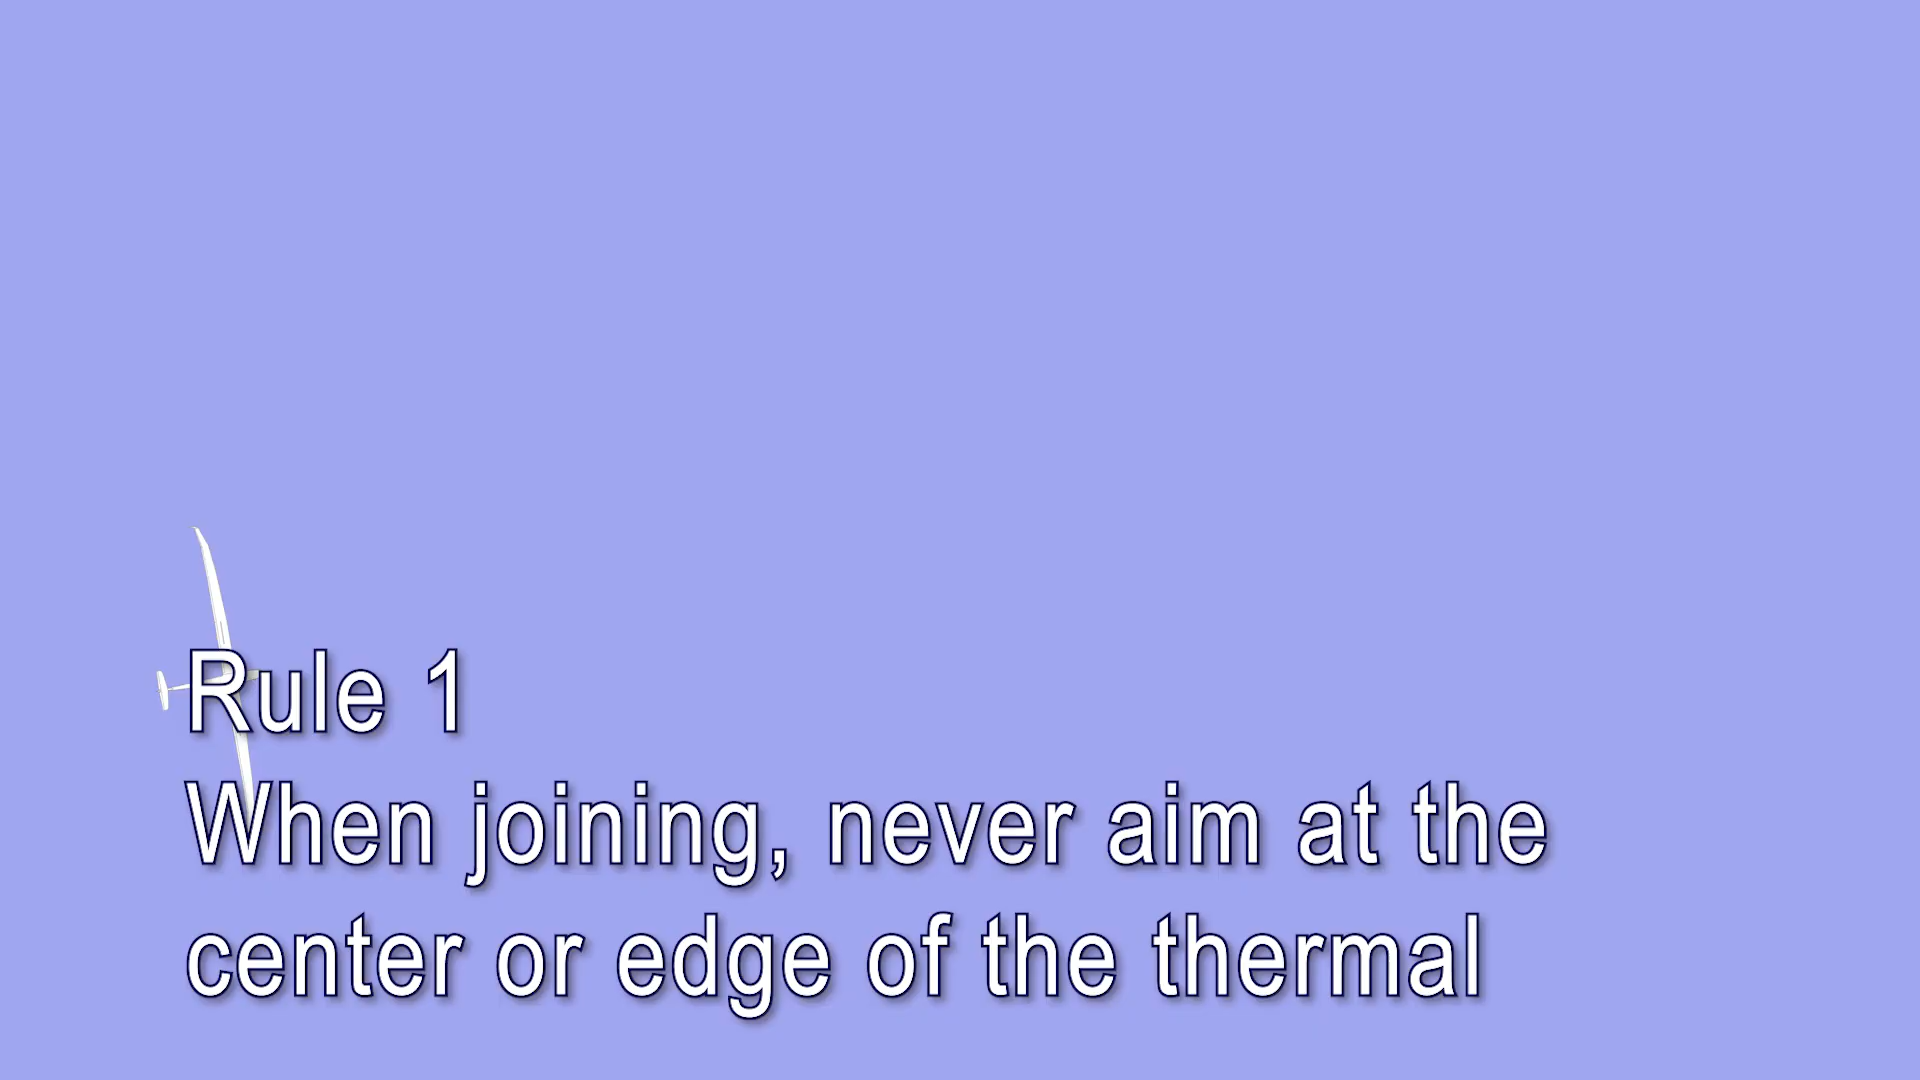 Rule 1
When joining, never aim at the
center or edge of the thermal